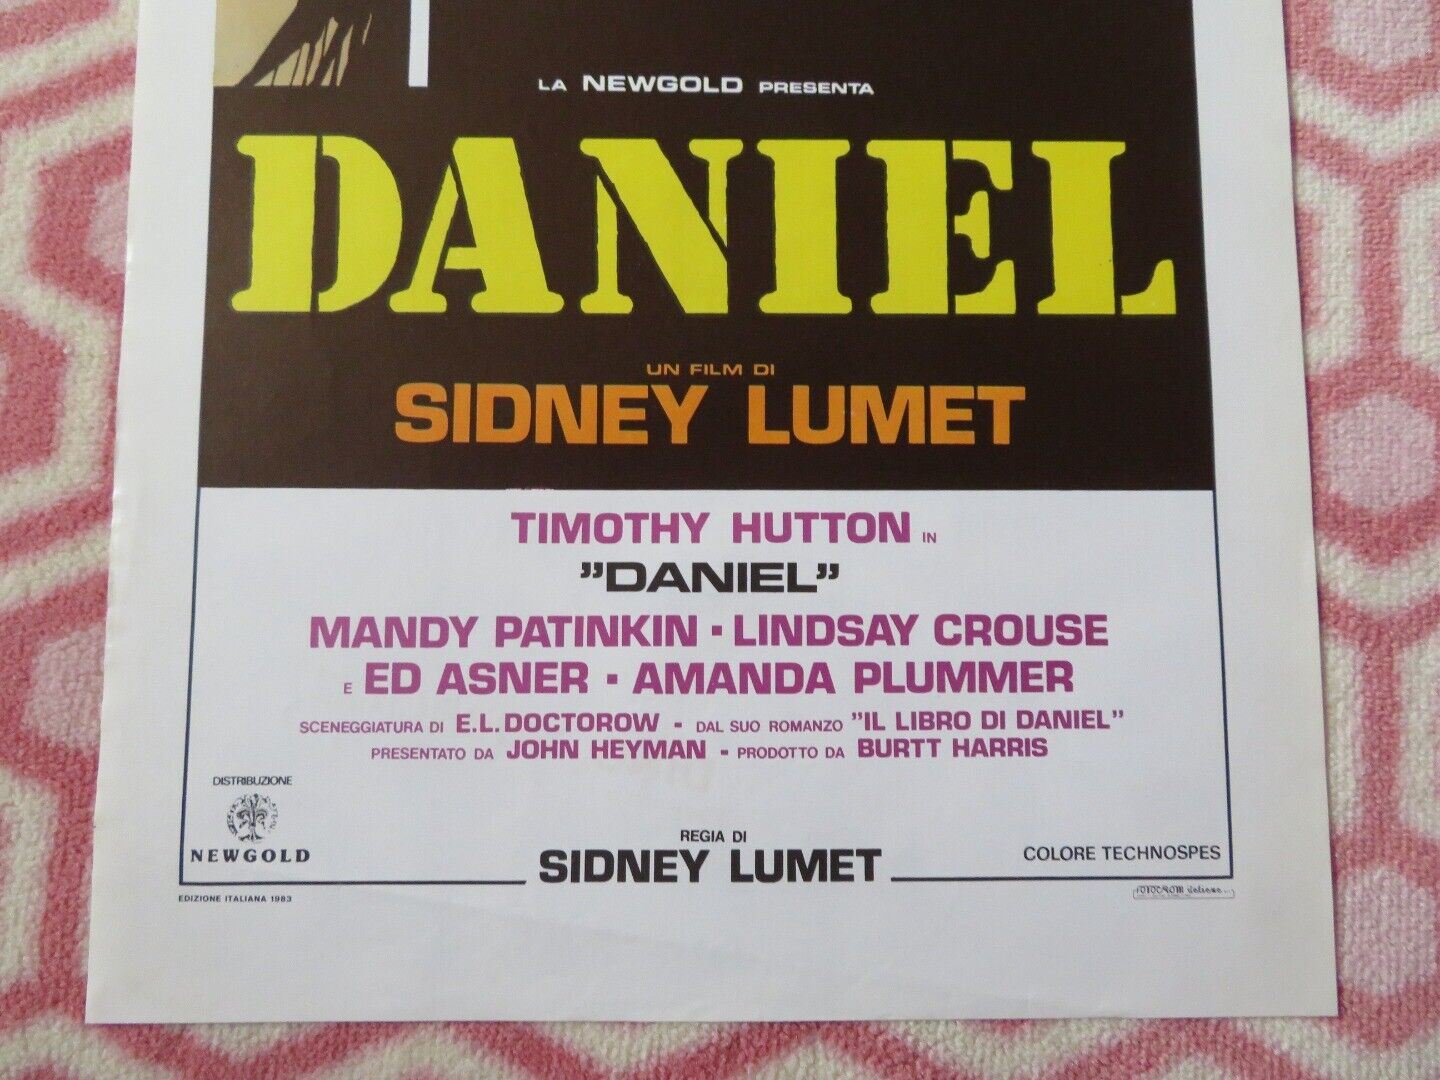 LA NEWGOLD PRESENTA
DANIEL
UN FILM DI
SIDNEY LUMET
TIMOTHY HUTTON IN
"DANIEL"
MANDY PATINKIN · LINDSAY CROUSE
E ED ASNER · AMANDA PLUMMER
SCENEGGIATURA DI E.L. DOCTOROW - DAL SUO ROMANZO "IL LIBRO DI DANIEL"
PRESENTATO DA JOHN HEYMAN - PRODOTTO DA BURTT HARRIS
DISTRIBUZIONE
NEWGOLD
REGIA DI
SIDNEY LUMET
COLORE TECHNOSPES
EDIZIONE ITALIANA 1983